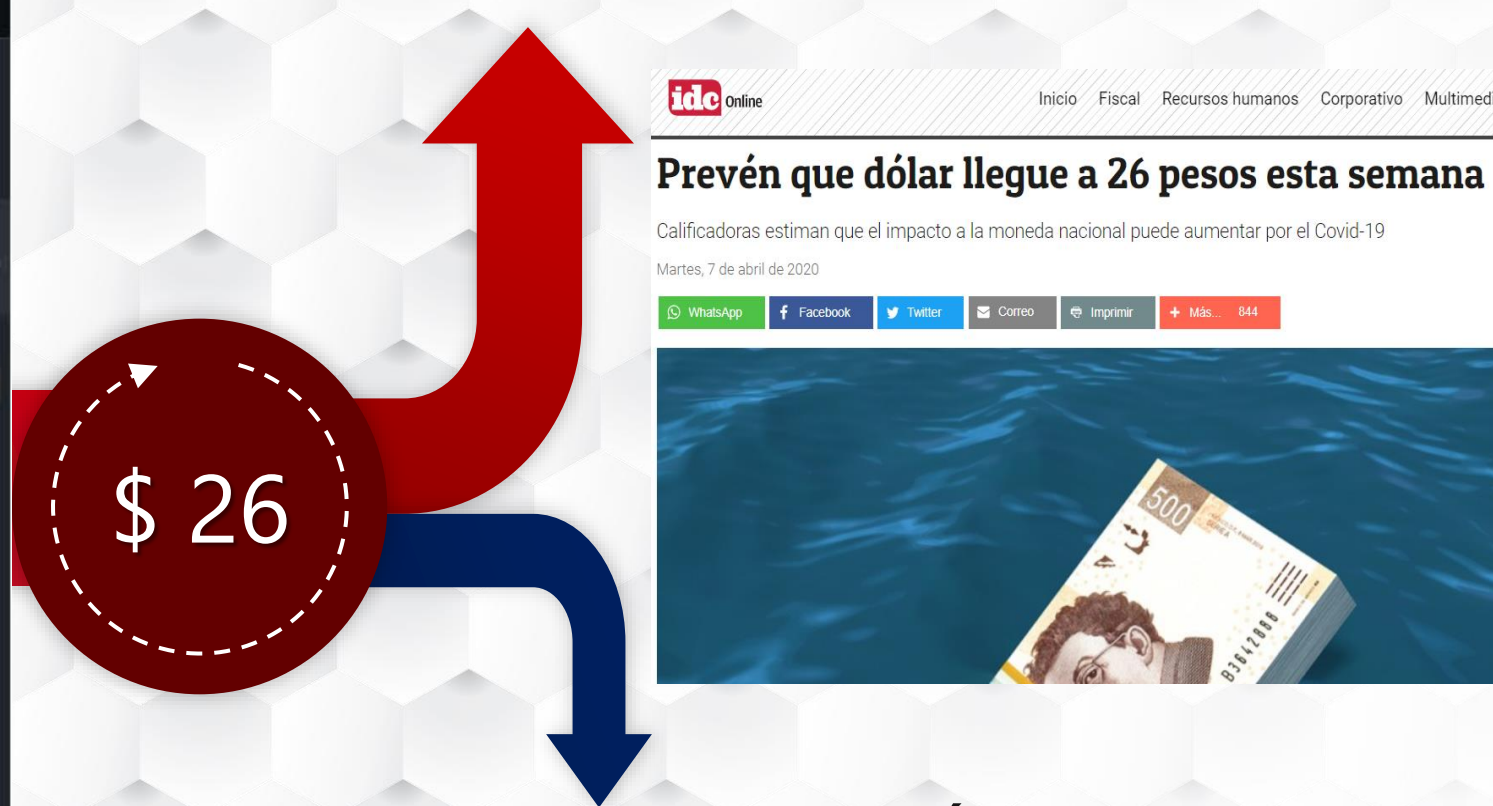 idc Online
Inicio Fiscal Recursos humanos Corporativo
Prevén que dólar llegue a 26 pesos esta semana
Calificadoras estiman que el impacto a la moneda nacional puede aumentar por el Covid-19
Martes, 7 de abril de 2020
WhatsApp Facebook Twitter Correo Imprimir + Más... 844
$ 26
500
B3642886